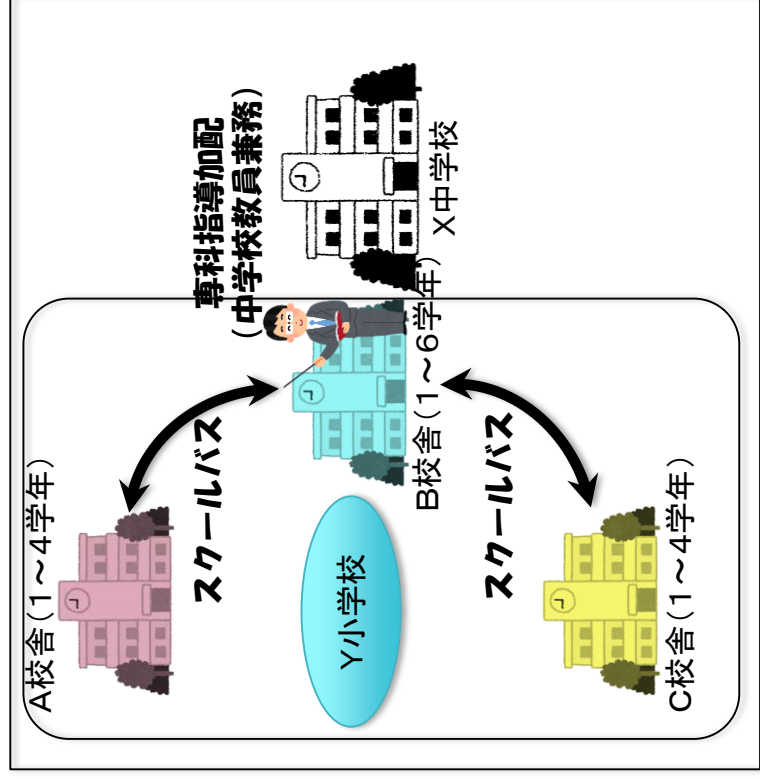 専科指導加配
(中学校教員兼務)
X中学校
A校舎(1~4学年)
スクールバス
B校舎(1~6学年)
Y小学校
スクールバス
C校舎(1~4学年)